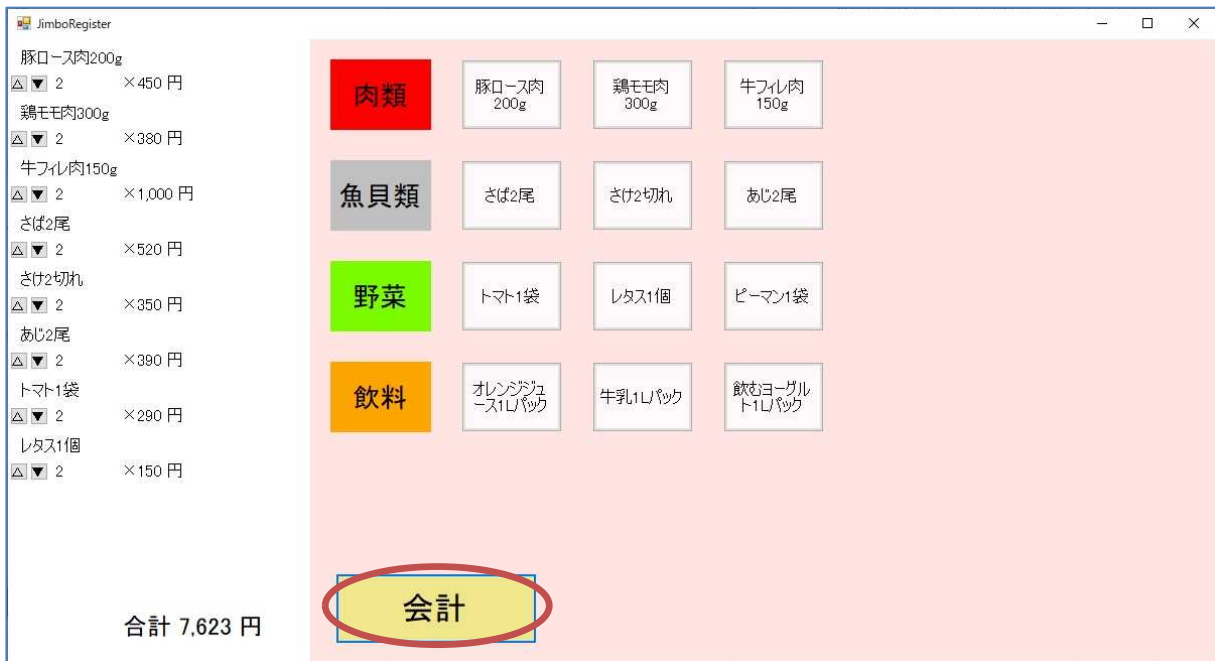 JimboRegister
豚ロース肉200g
△ ▼ 2 ×450 円
鶏モモ肉300g
△ ▼ 2 ×380 円
牛フィレ肉150g
△ ▼ 2 ×1,000 円
さば2尾
△ ▼ 2 ×520 円
さけ2切れ
△ ▼ 2 ×350 円
あじ2尾
△ ▼ 2 ×390 円
トマト1袋
△ ▼ 2 ×290 円
レタス1個
△ ▼ 2 ×150 円
合計 7,623 円
肉類
豚ロース肉
200g
鶏モモ肉
300g
牛フィレ肉
150g
魚貝類
さば2尾
さけ2切れ
あじ2尾
野菜
トマト1袋
レタス1個
ピーマン1袋
飲料
オレンジジュ
ース1Lパック
牛乳1Lパック
飲むヨーグル
ト1Lパック
会計